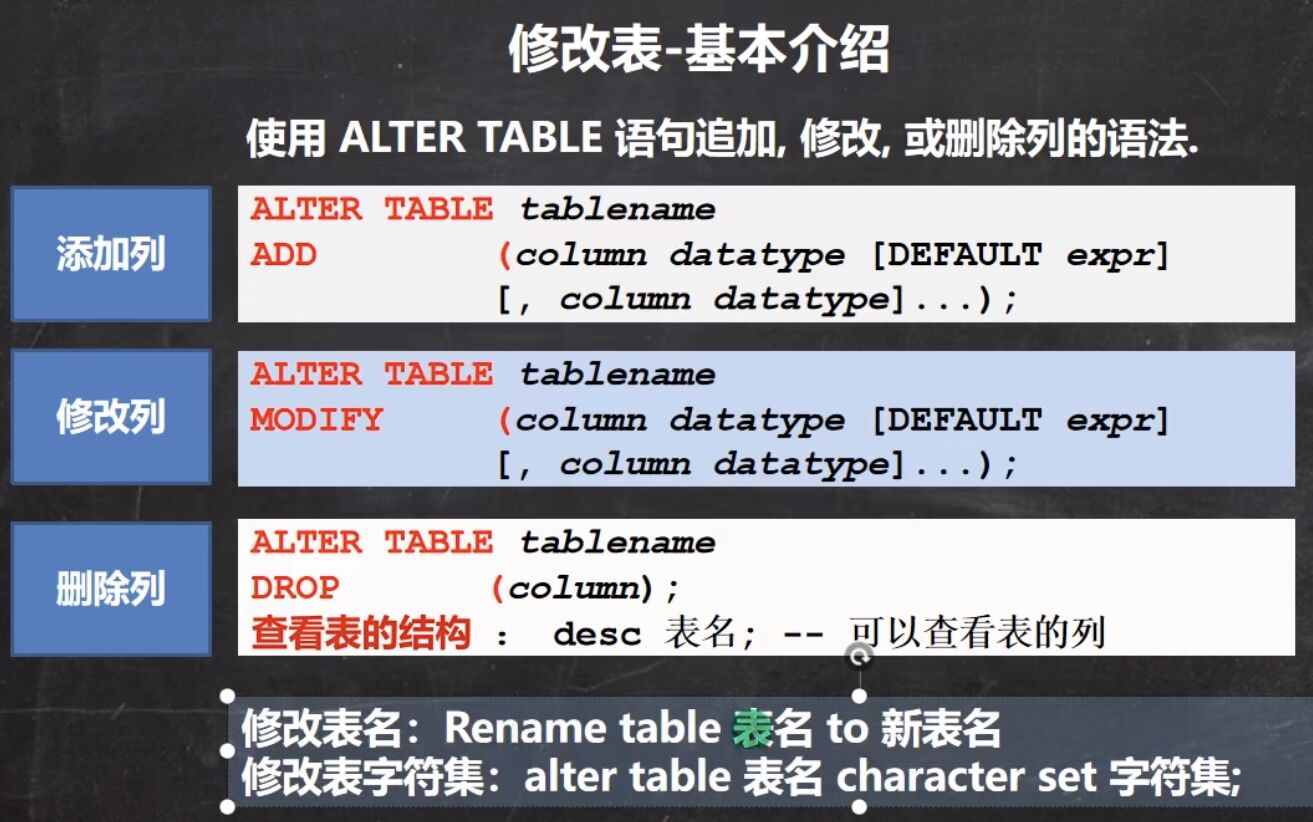 修改表-基本介绍
使用 ALTER TABLE 语句追加, 修改, 或删除列的语法.
添加列
ALTER TABLE tablename
ADD (column datatype [DEFAULT expr]
[, column datatype]...);
修改列
ALTER TABLE tablename
MODIFY (column datatype [DEFAULT expr]
[, column datatype]...);
删除列
ALTER TABLE tablename
DROP (column);
查看表的结构 : desc 表名; -- 可以查看表的列
修改表名：Rename table 表名 to 新表名
修改表字符集：alter table 表名 character set 字符集;